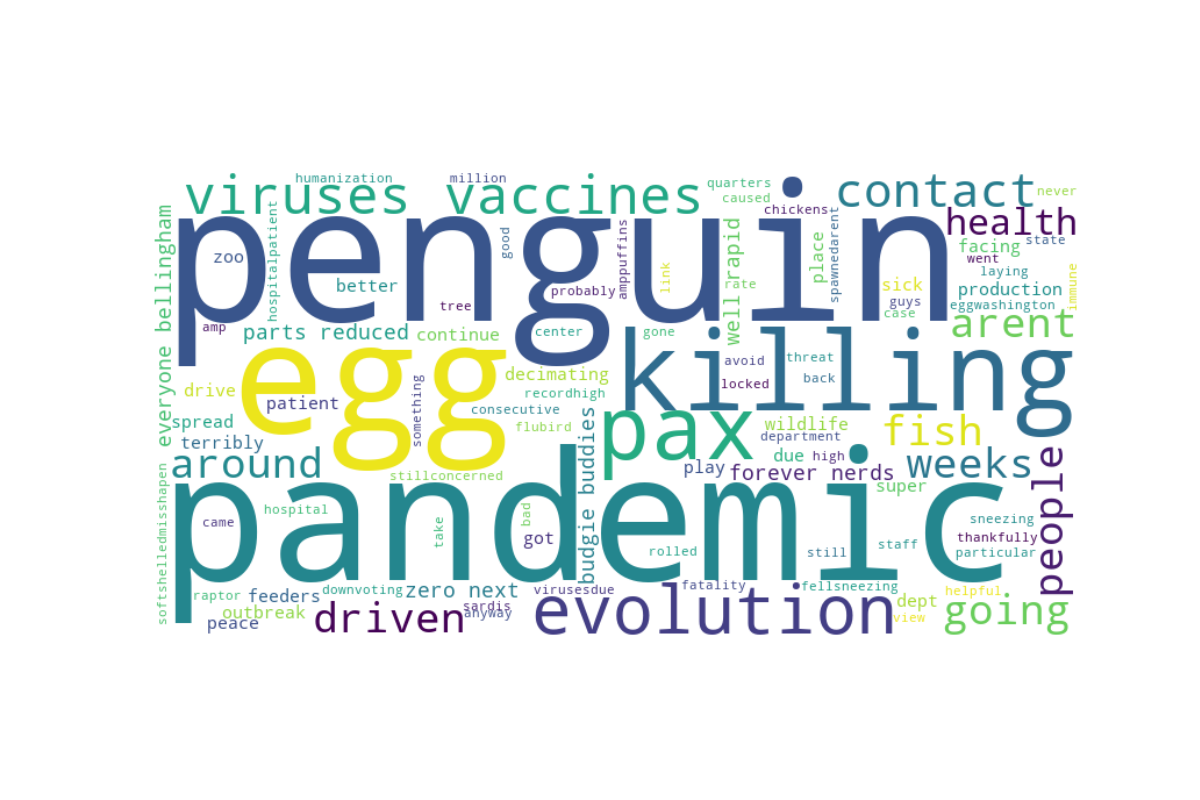 humanization
million
quarters
viruses
vaccines
caused
contact
never
chickens
penguin
health
hospitalpatient
everyone bellingham
good
amppuffins
well rapid
place
spawnedarent
facing
state
zoo
went
laying
immune
better
probably
link
rate
sick
production
tree
guys
eggwashington
amp
parts reduced
continue
center
gone
case
arent
egg
killing
avoid
threat
decimating
locked
back
drive
patient
something
recordhigh
consecutive
pax
wildlife
fish
spread
flubird
department
terribly
due
high
around
stillconcerned
budgie buddies
play
forever nerds
weeks
people
softshelledmisshapen
pandemic
super
hospital
came
take
bad
got
sneezing
thankfully
rolled
still
staff
particular
raptor
feeders
downvoting
zero next
virusesdue
fatality
fellsneezing
helpful
outbreak
sardis
dept
going
peace
driven
anyway
evolution
view